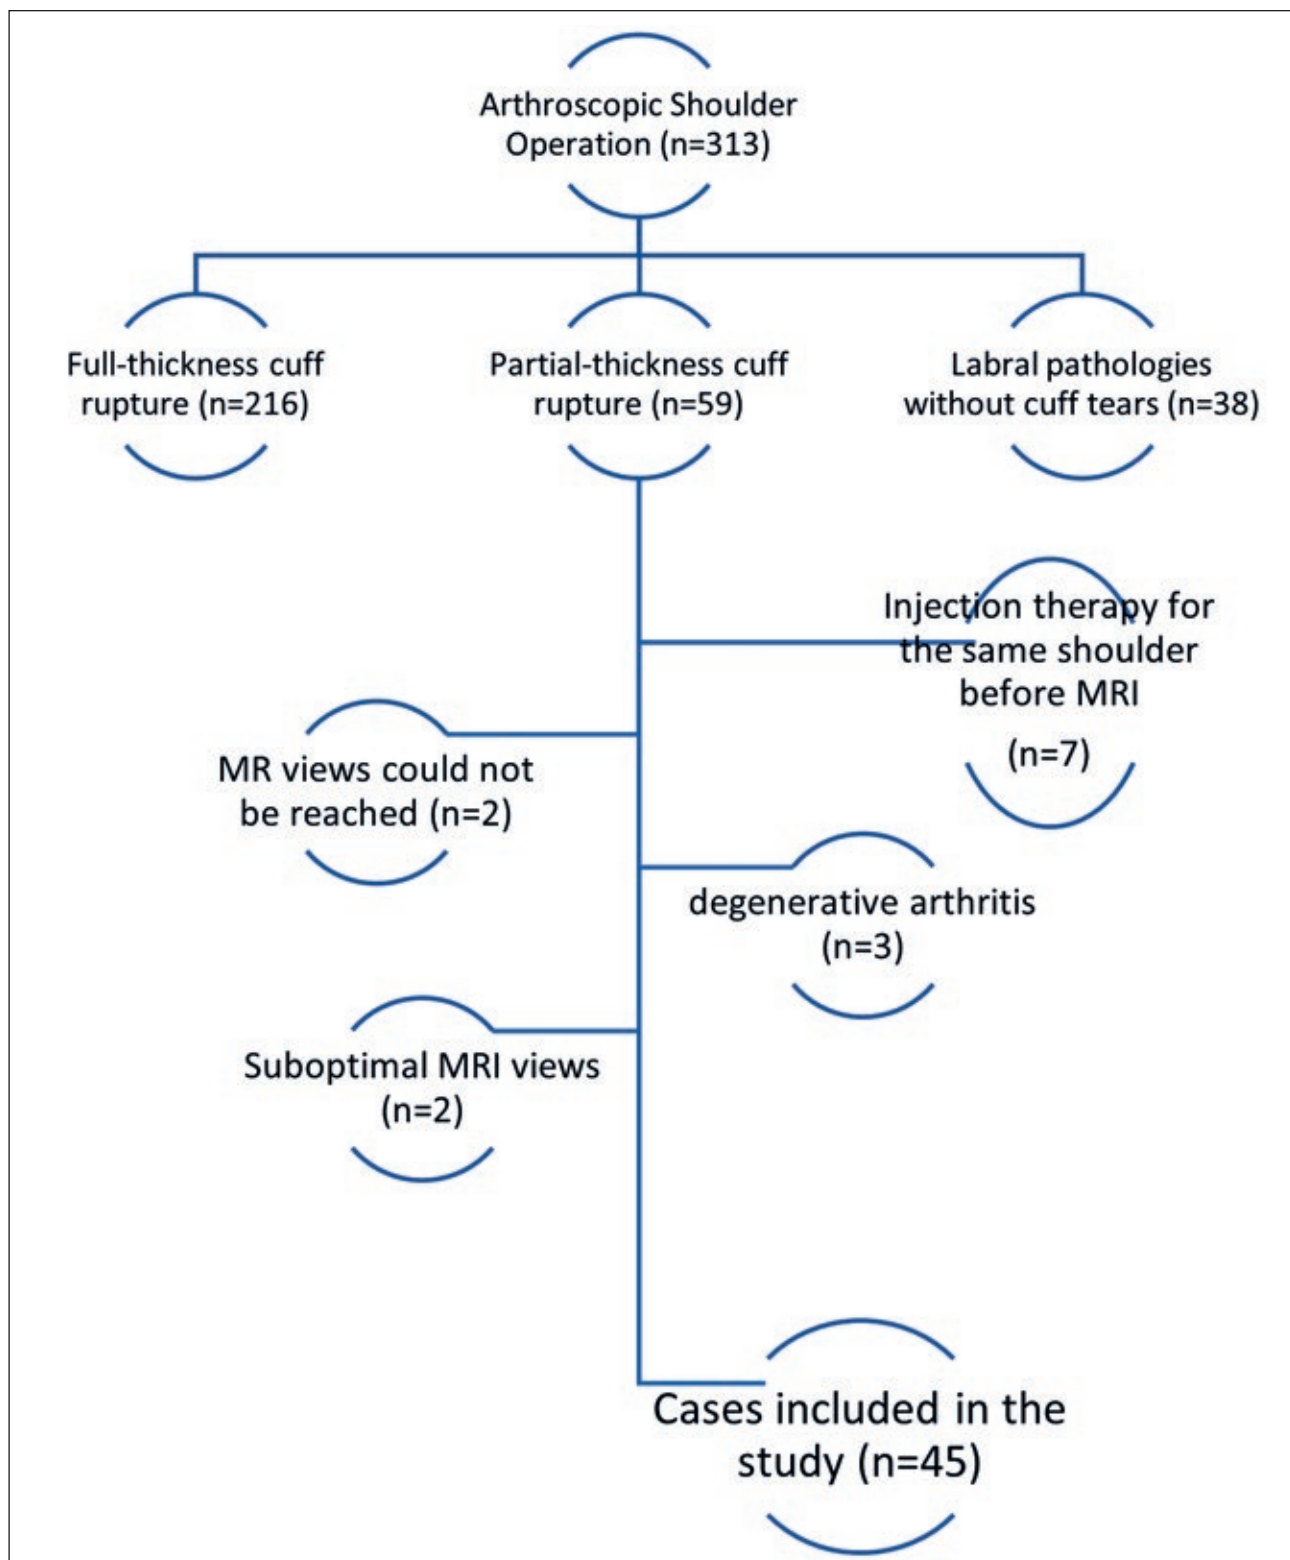 Arthroscopic Shoulder
Operation (n=313)
Full-thickness cuff
rupture (n=216)
Partial-thickness cuff
rupture (n=59)
Labral pathologies
without cuff tears (n=38)
Injection therapy for
the same shoulder
before MRI
(n=7)
MR views could not
be reached (n=2)
degenerative arthritis
(n=3)
Suboptimal MRI views
(n=2)
Cases included in the
study (n=45)